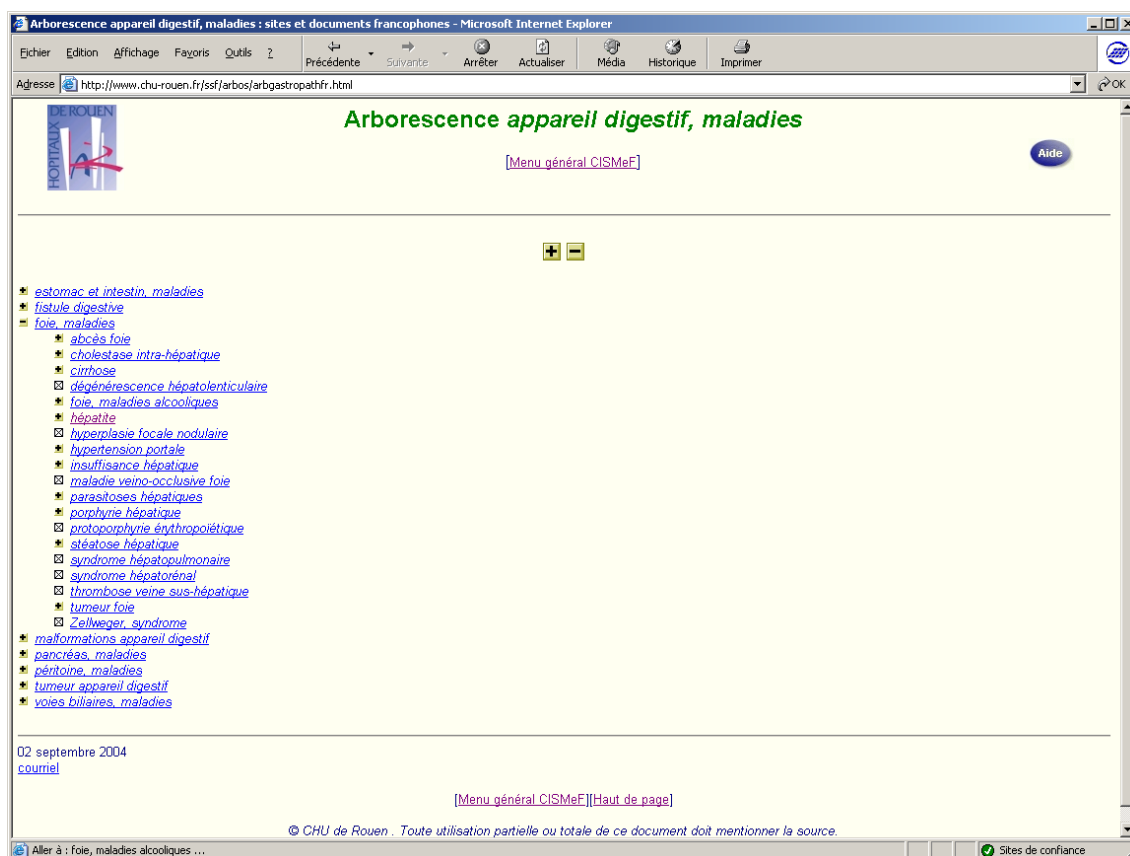 Arborescence appareil digestif, maladies : sites et documents francophones - Microsoft Internet Explorer
Fichier Edition Affichage Favoris Outils ?
Précédente Suivante Arrêter Actualiser Média Historique Imprimer
Adresse http://www.chu-rouen.fr/ssf/arbos/arbgastropathfr.html OK
HOPITAUX DE ROUEN
Arborescence appareil digestif, maladies
[Menu général CISMeF]
Aide
estomac et intestin, maladies
fistule digestive
foie, maladies
abcès foie
cholestase intra-hépatique
cirrhose
dégénérescence hépatolenticulaire
foie, maladies alcooliques
hépatite
hyperplasie focale nodulaire
hypertension portale
insuffisance hépatique
maladie veino-occlusive foie
parasitoses hépatiques
porphyrie hépatique
protoporphyrie érythropoïétique
stéatose hépatique
syndrome hépatopulmonaire
syndrome hépatorénal
thrombose veine sus-hépatique
tumeur foie
Zellweger, syndrome
malformations appareil digestif
pancréas, maladies
péritoine, maladies
tumeur appareil digestif
voies biliaires, maladies
02 septembre 2004
courriel
[Menu général CISMeF][Haut de page]
© CHU de Rouen . Toute utilisation partielle ou totale de ce document doit mentionner la source.
Aller à : foie, maladies alcooliques ... Sites de confiance